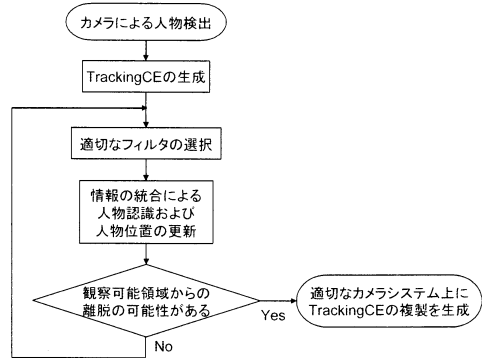 カメラによる人物検出
TrackingCEの生成
適切なフィルタの選択
情報の統合による
人物認識および
人物位置の更新
観察可能領域からの
離脱の可能性がある
Yes
適切なカメラシステム上に
TrackingCEの複製を生成
No